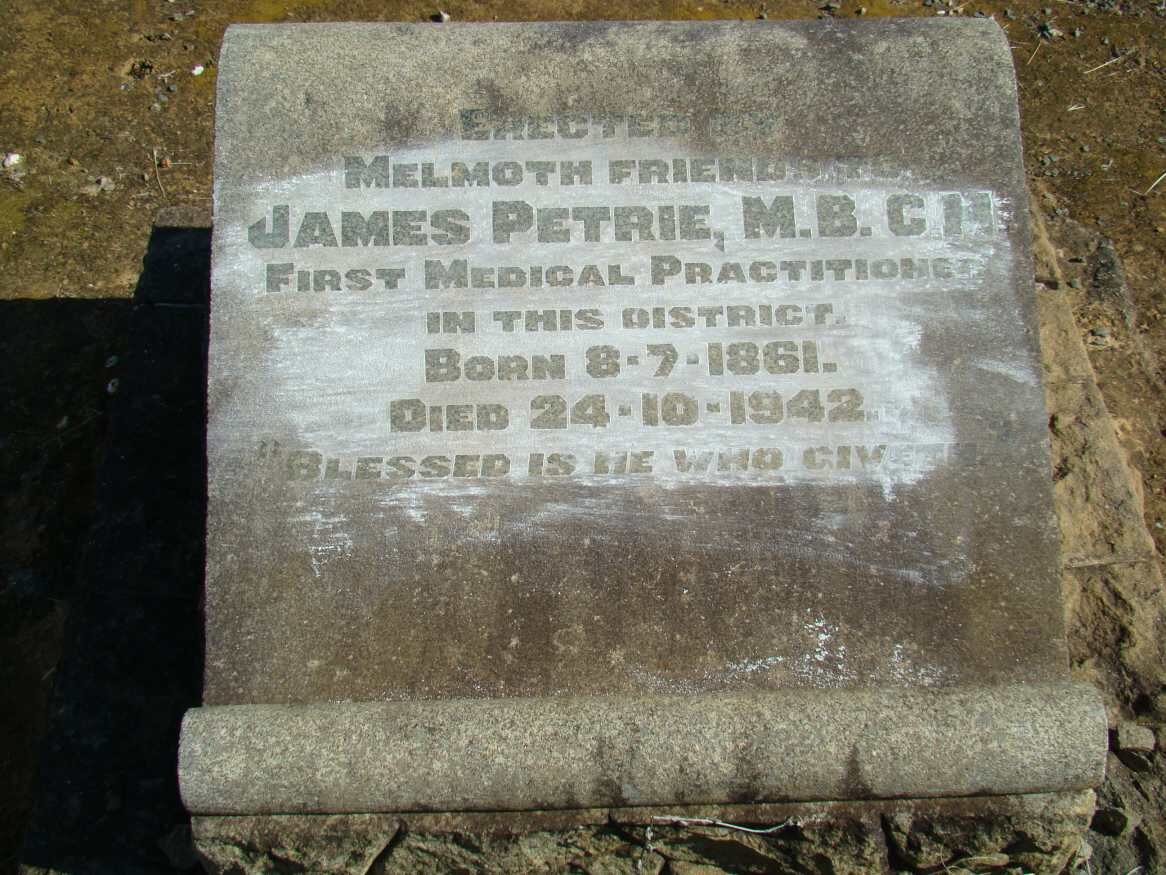 ERECTED BY
MELMOTH FRIENDS TO
JAMES PETRIE, M.B. C H
FIRST MEDICAL PRACTITIONER
IN THIS DISTRICT.
BORN 8-7-1861.
DIED 24-10-1942.
"BLESSED IS HE WHO